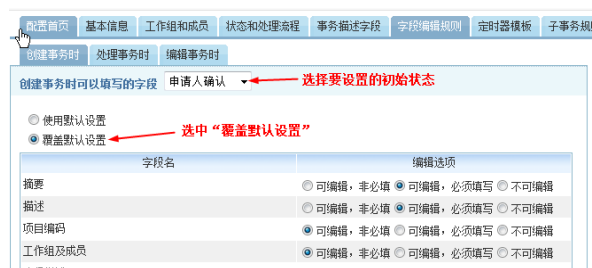 配置首页 基本信息 工作组和成员 状态和处理流程 事务描述字段 字段编辑规则 定时器模板 子事务规
创建事务时 处理事务时 编辑事务时
创建事务时可以填写的字段 申请人确认 选择要设置的初始状态
使用默认设置
覆盖默认设置 选中“覆盖默认设置”
字段名 编辑选项
摘要 可编辑，非必填 可编辑，必须填写 不可编辑
描述 可编辑，非必填 可编辑，必须填写 不可编辑
项目编码 可编辑，非必填 可编辑，必须填写 不可编辑
工作组及成员 可编辑，非必填 可编辑，必须填写 不可编辑